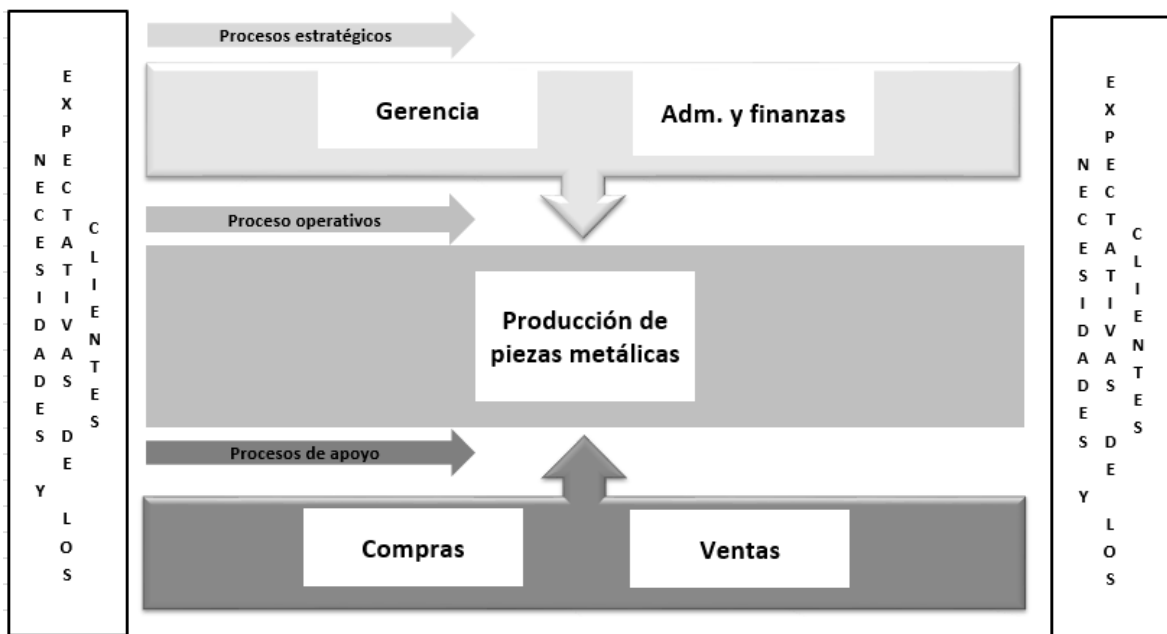 NECESIDADES Y
EXPECTATIVAS DE LOS
CLIENTES
Procesos estratégicos
Gerencia
Adm. y finanzas
Proceso operativos
Producción de
piezas metálicas
Procesos de apoyo
Compras
Ventas
NECESIDADES Y
EXPECTATIVAS DE LOS
CLIENTES